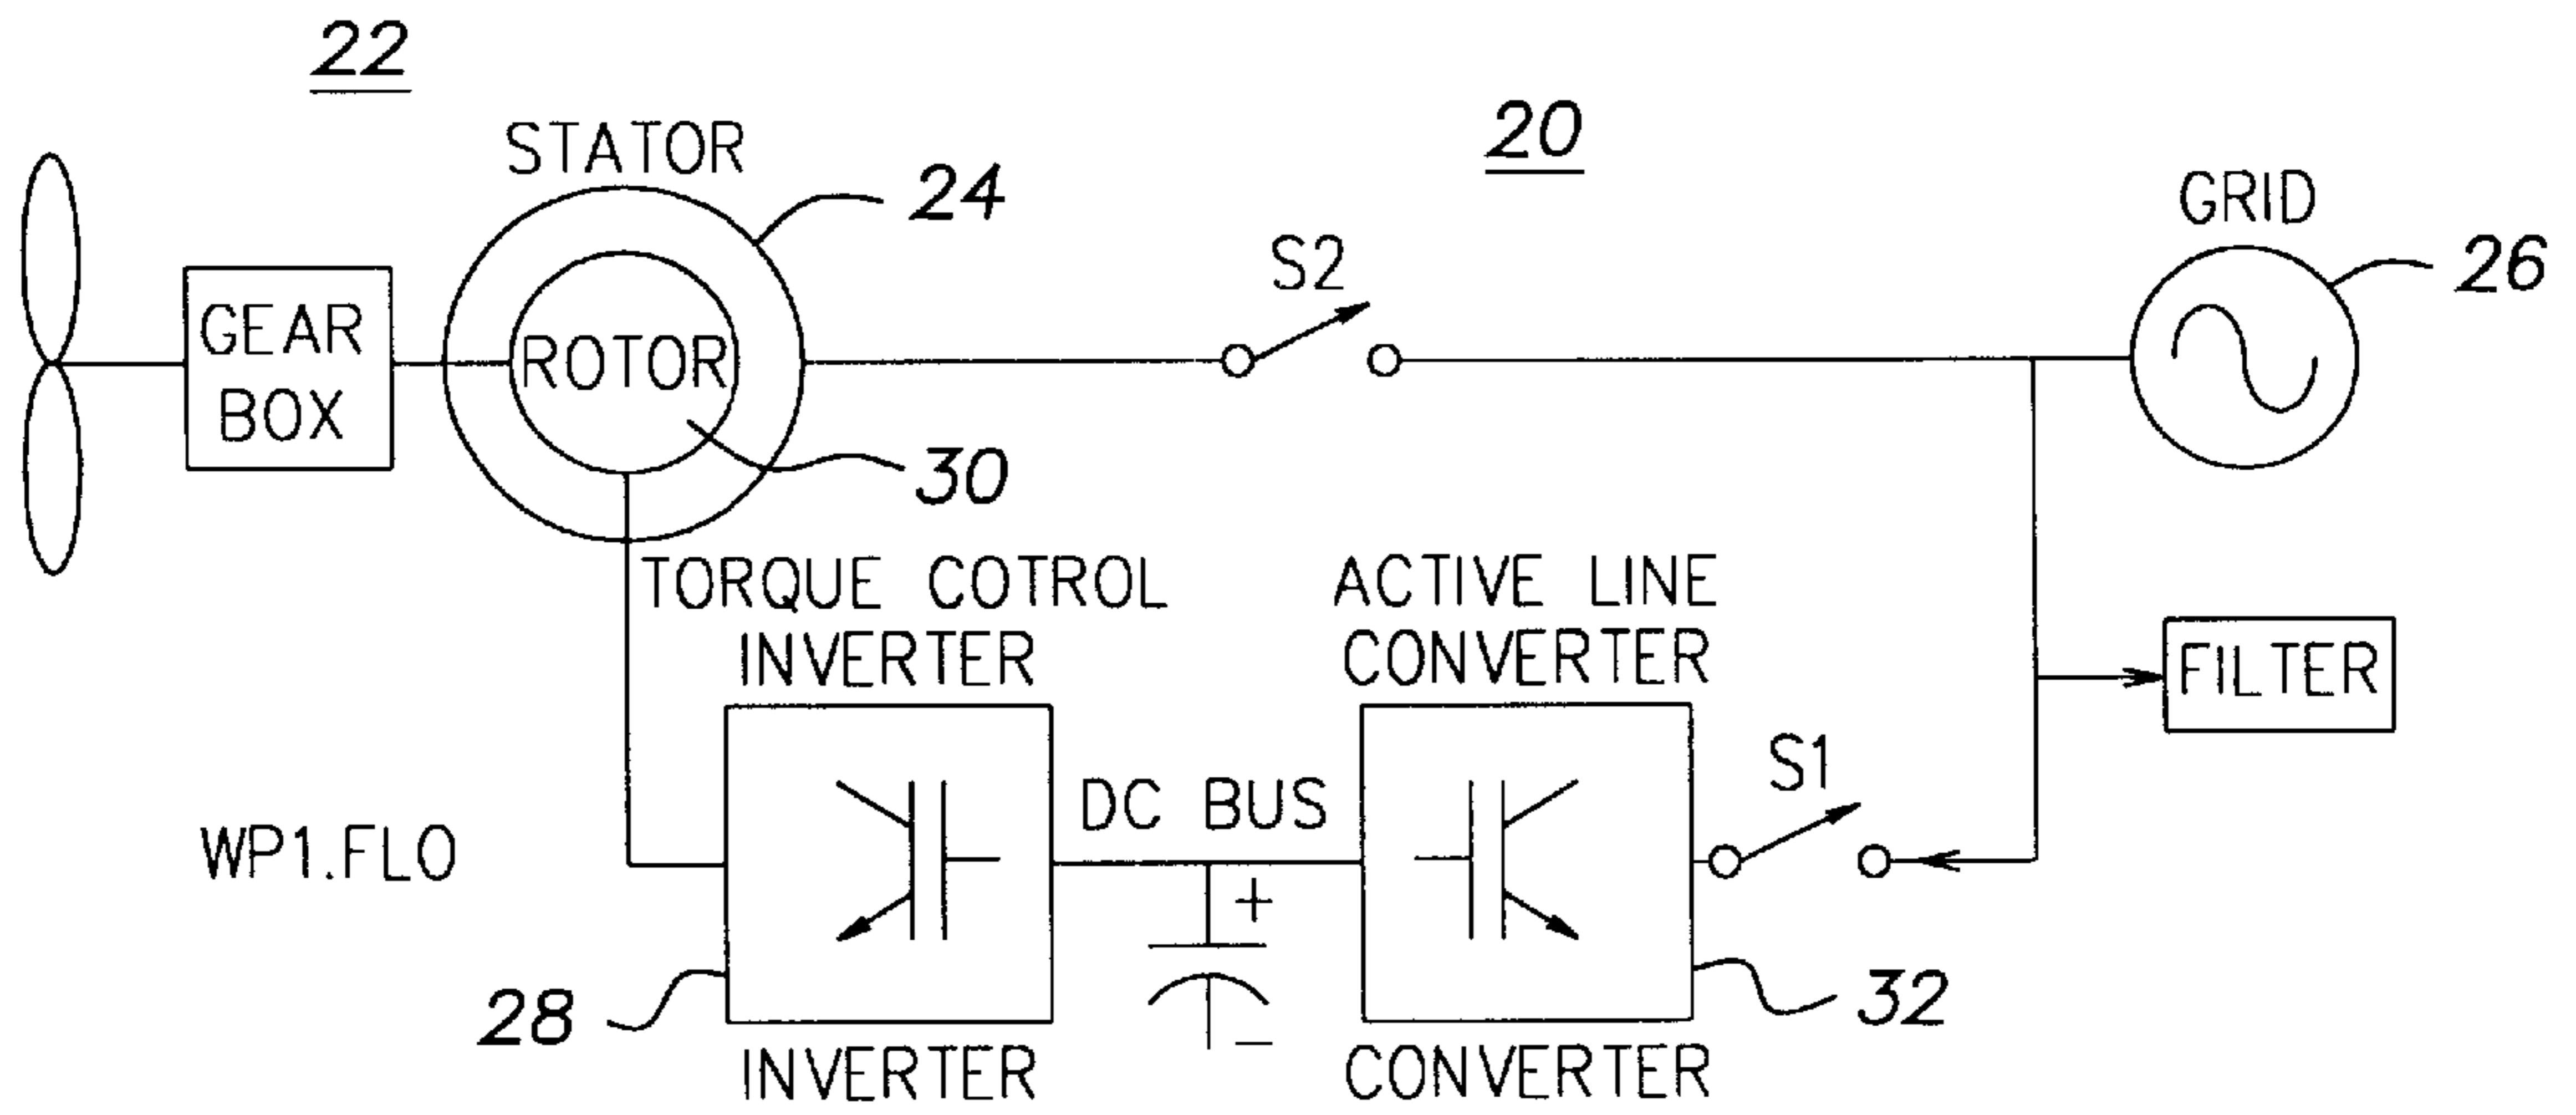 22
20
STATOR
24
GRID
26
S2
GEAR
BOX
ROTOR
30
TORQUE COTROL
INVERTER
ACTIVE LINE
CONVERTER
FILTER
S1
DC BUS
WP1.FLO
+
28
32
-
INVERTER
CONVERTER